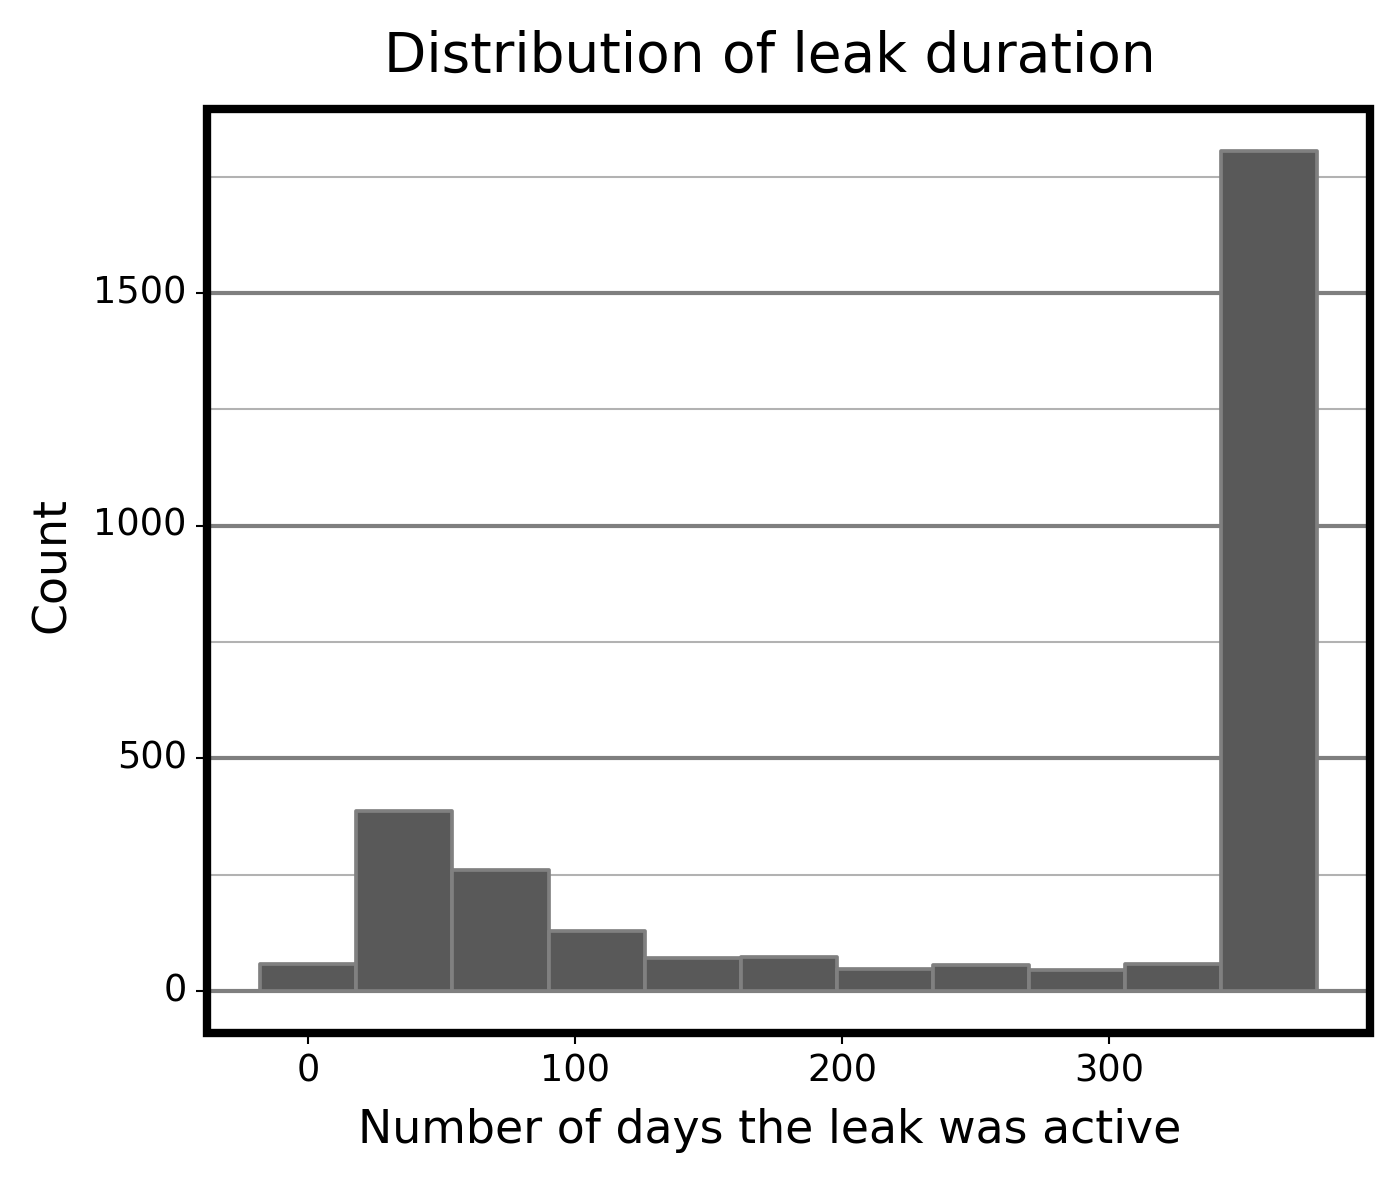 Distribution of leak duration
1500
1000
500
0
Count
0 100 200 300
Number of days the leak was active